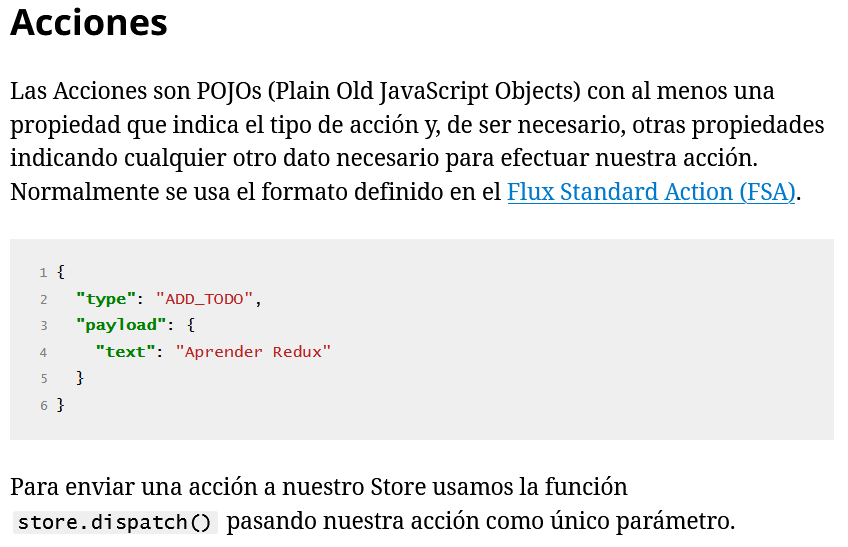 Acciones
Las Acciones son POJOs (Plain Old JavaScript Objects) con al menos una
propiedad que indica el tipo de acción y, de ser necesario, otras propiedades
indicando cualquier otro dato necesario para efectuar nuestra acción.
Normalmente se usa el formato definido en el Flux Standard Action (FSA).
1 {
2   "type": "ADD_TODO",
3   "payload": {
4     "text": "Aprender Redux"
5   }
6 }
Para enviar una acción a nuestro Store usamos la función
store.dispatch() pasando nuestra acción como único parámetro.